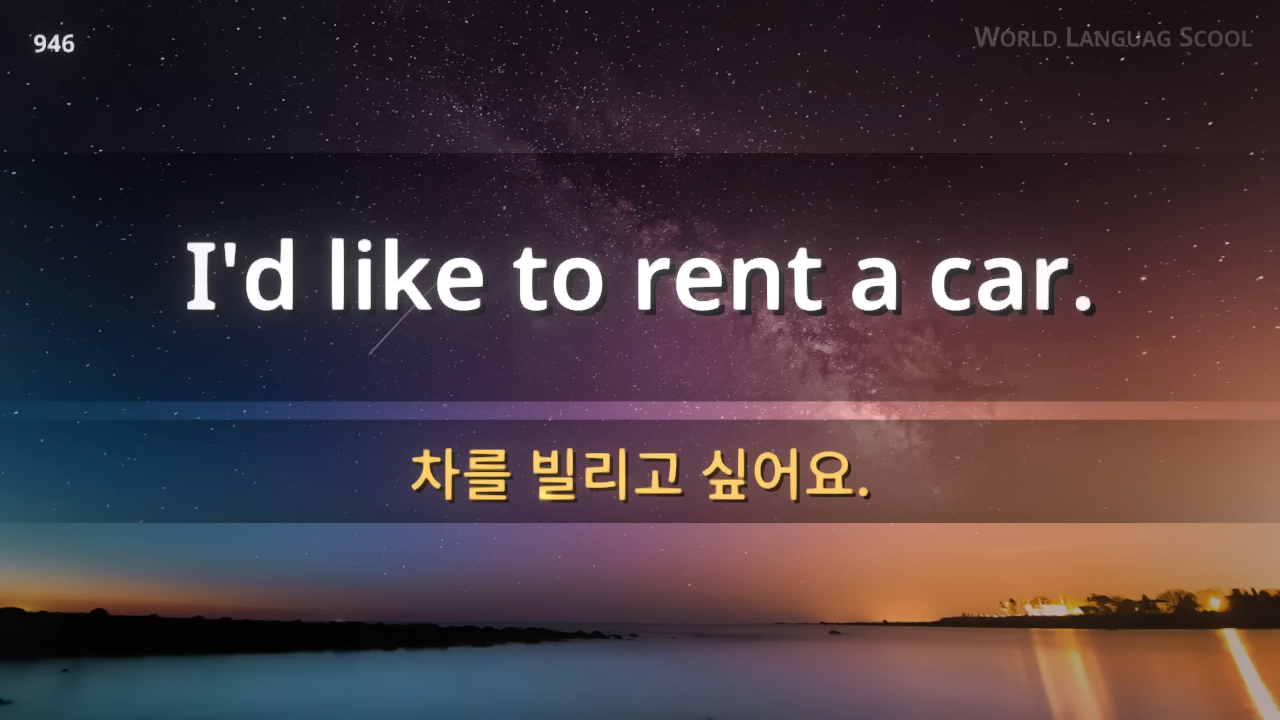 946
World Languag Scool
I'd like to rent a car.
차를 빌리고 싶어요.